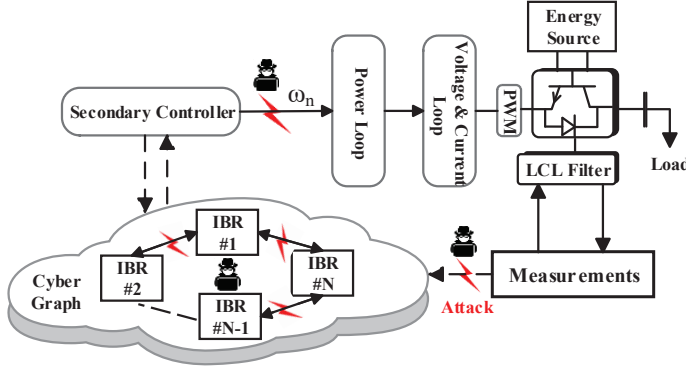 Energy
Source
Secondary Controller
ωn
Power Loop
Voltage & Current
Loop
PWM
LCL Filter
Load
IBR
#1
IBR
#2
IBR
#N
IBR
#N-1
Cyber
Graph
Attack
Measurements